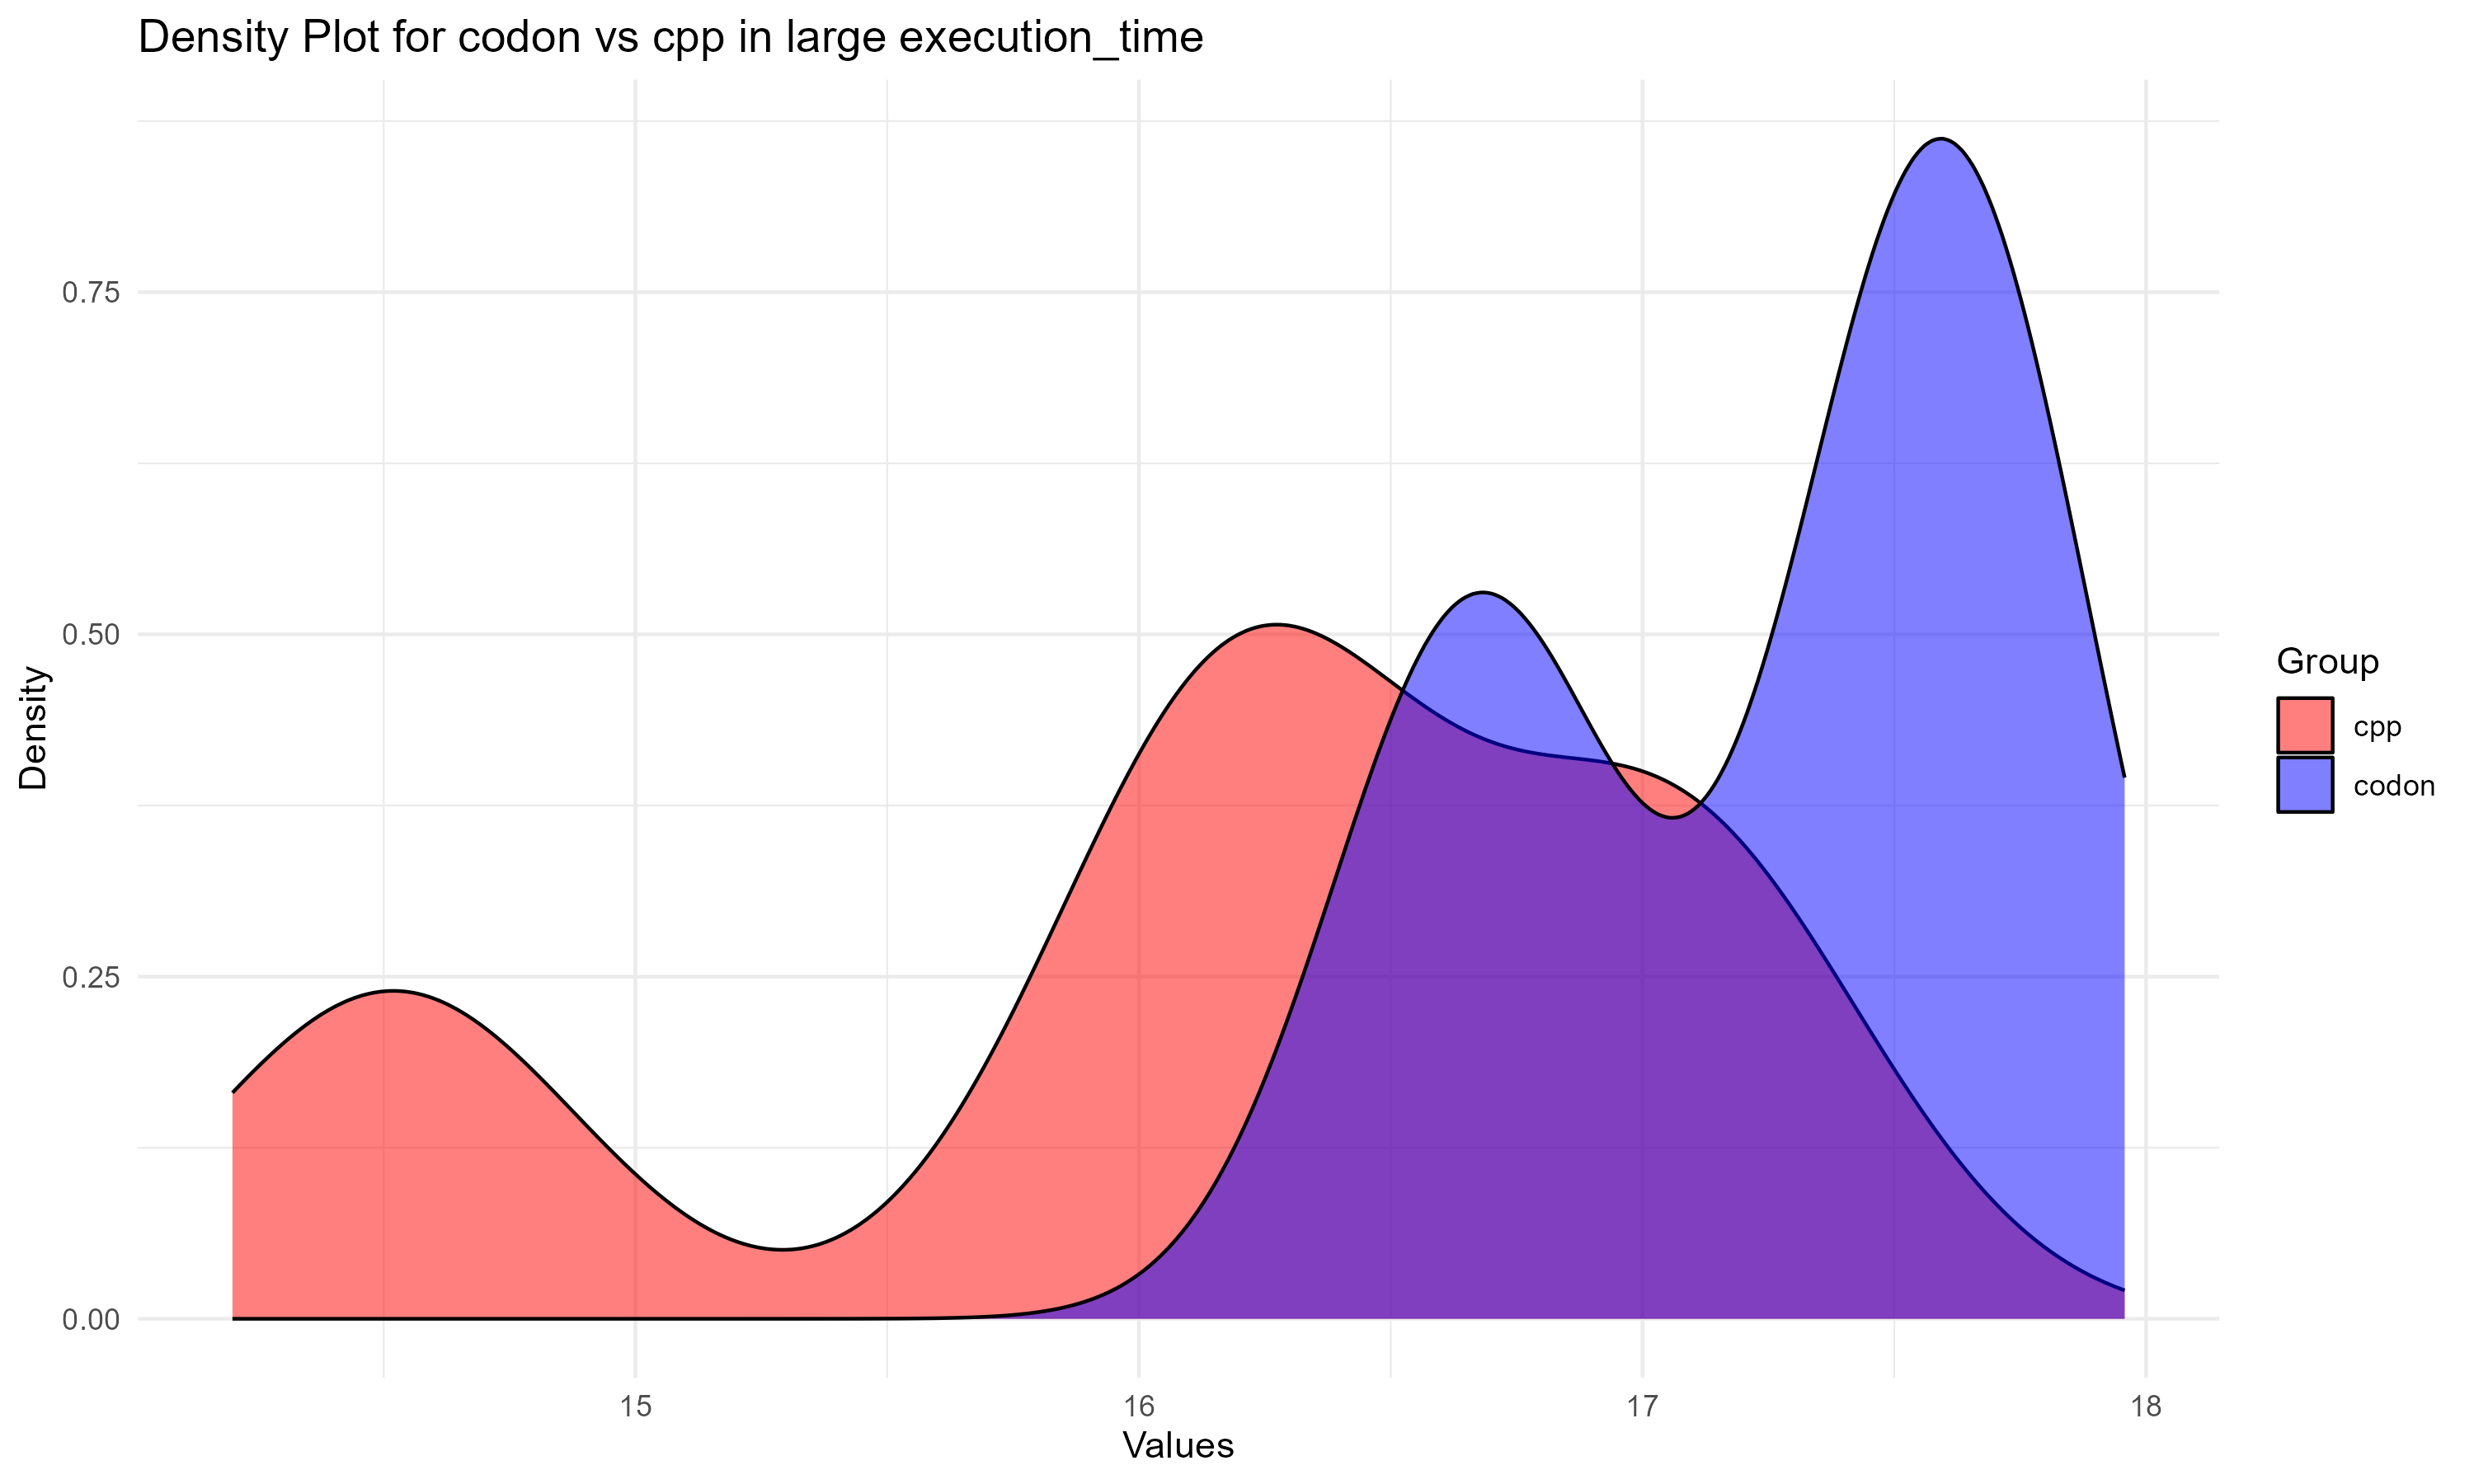 Density Plot for codon vs cpp in large execution_time
Density
0.75
0.50
0.25
0.00
15 16 17 18
Values
Group
cpp
codon